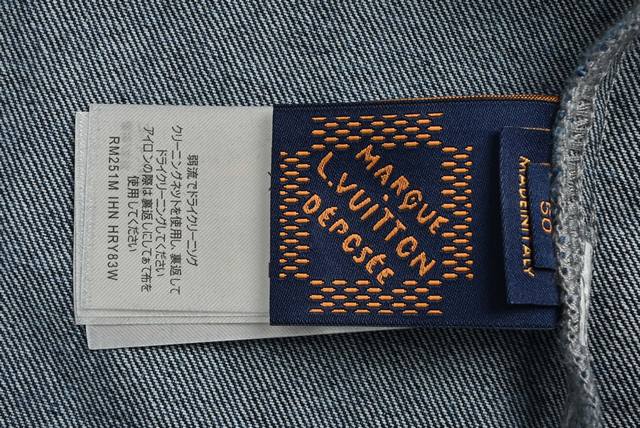 弱流でドライクリーニング
クリーニングネットを使用し、裏返して
ドライクリーニングしてください
アイロンの際は裏返しにしてあて布を
使用してください
RM251M IHN HRY83W
MARQUE
L.VUITTON
DÉPOSÉE
MADE IN ITALY
50